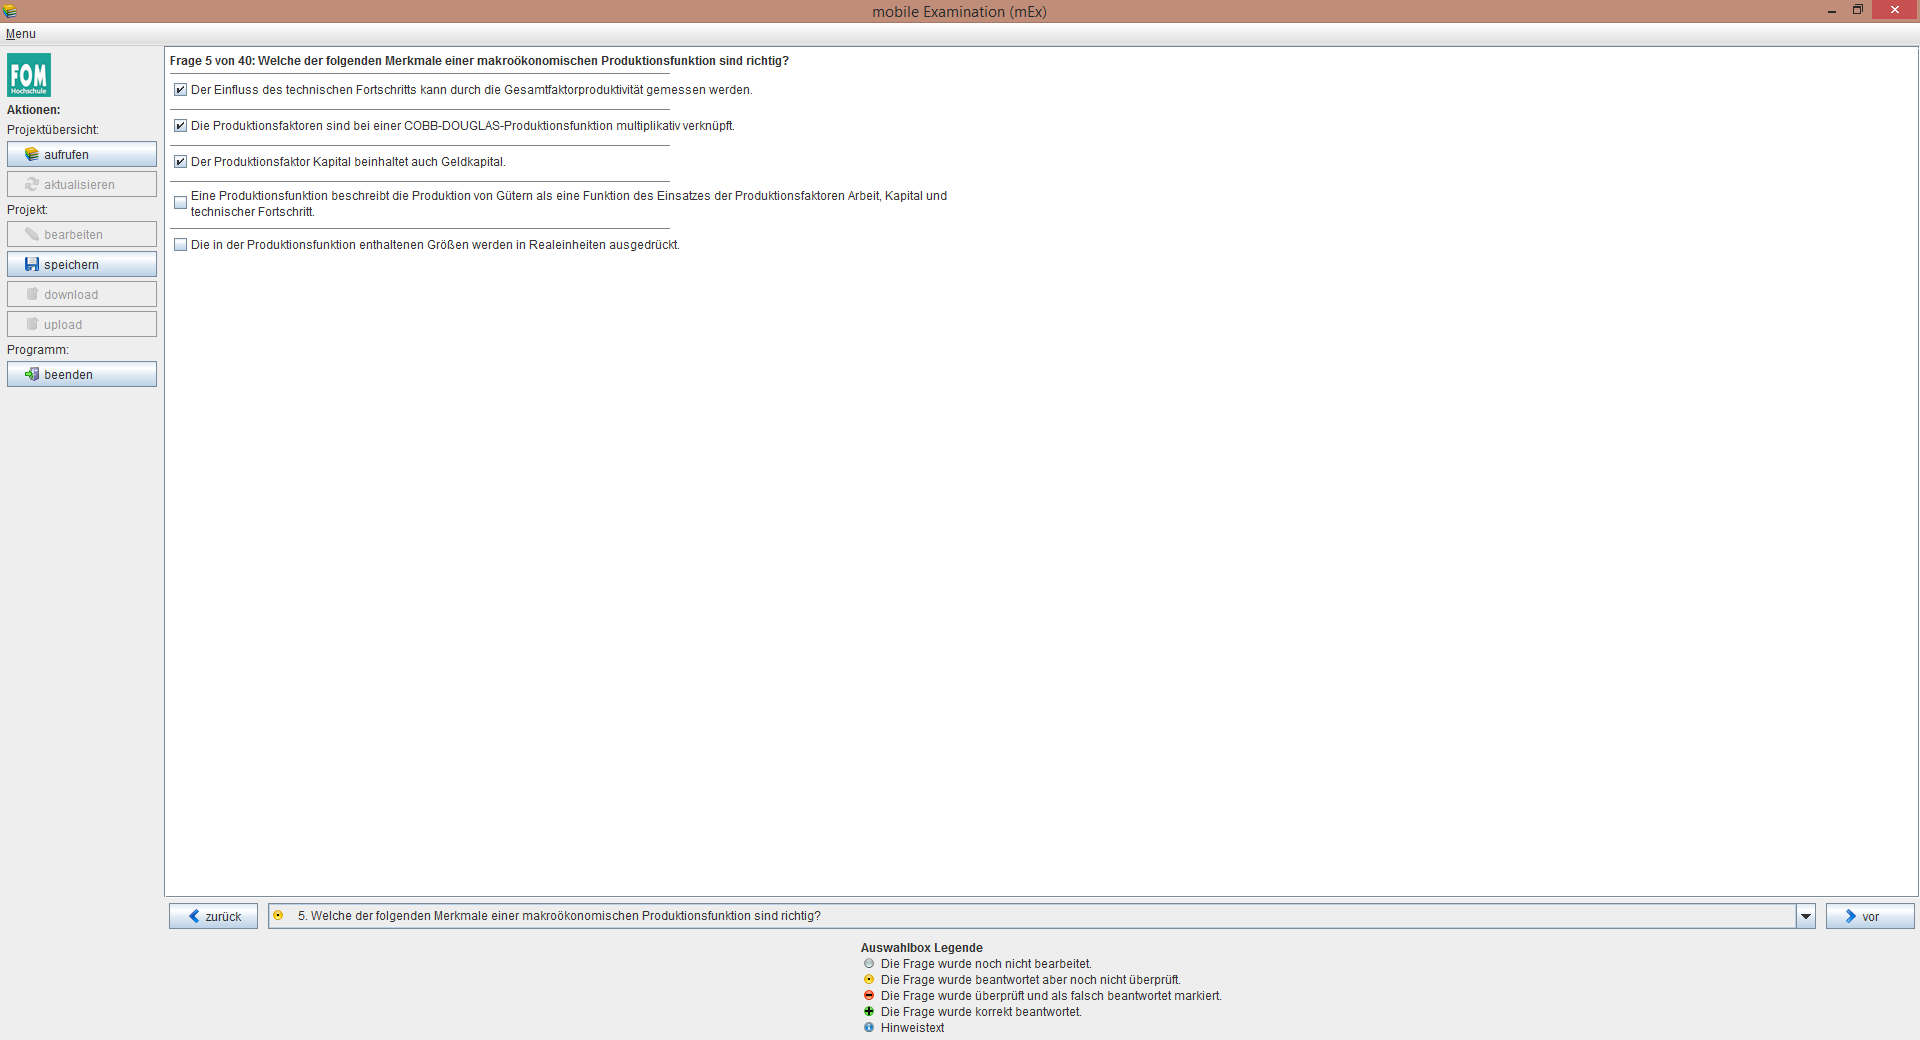 mobile Examination (mEx)
Menu
FOM
Hochschule
Aktionen:
Projektübersicht:
aufrufen
aktualisieren
Projekt:
bearbeiten
speichern
download
upload
Programm:
beenden
Frage 5 von 40: Welche der folgenden Merkmale einer makroökonomischen Produktionsfunktion sind richtig?
Der Einfluss des technischen Fortschritts kann durch die Gesamtfaktorproduktivität gemessen werden.
Die Produktionsfaktoren sind bei einer COBB-DOUGLAS-Produktionsfunktion multiplikativ verknüpft.
Der Produktionsfaktor Kapital beinhaltet auch Geldkapital.
Eine Produktionsfunktion beschreibt die Produktion von Gütern als eine Funktion des Einsatzes der Produktionsfaktoren Arbeit, Kapital und
technischer Fortschritt.
Die in der Produktionsfunktion enthaltenen Größen werden in Realeinheiten ausgedrückt.
zurück
5. Welche der folgenden Merkmale einer makroökonomischen Produktionsfunktion sind richtig?
vor
Auswahlbox Legende
Die Frage wurde noch nicht bearbeitet.
Die Frage wurde beantwortet aber noch nicht überprüft.
Die Frage wurde überprüft und als falsch beantwortet markiert.
Die Frage wurde korrekt beantwortet.
Hinweistext